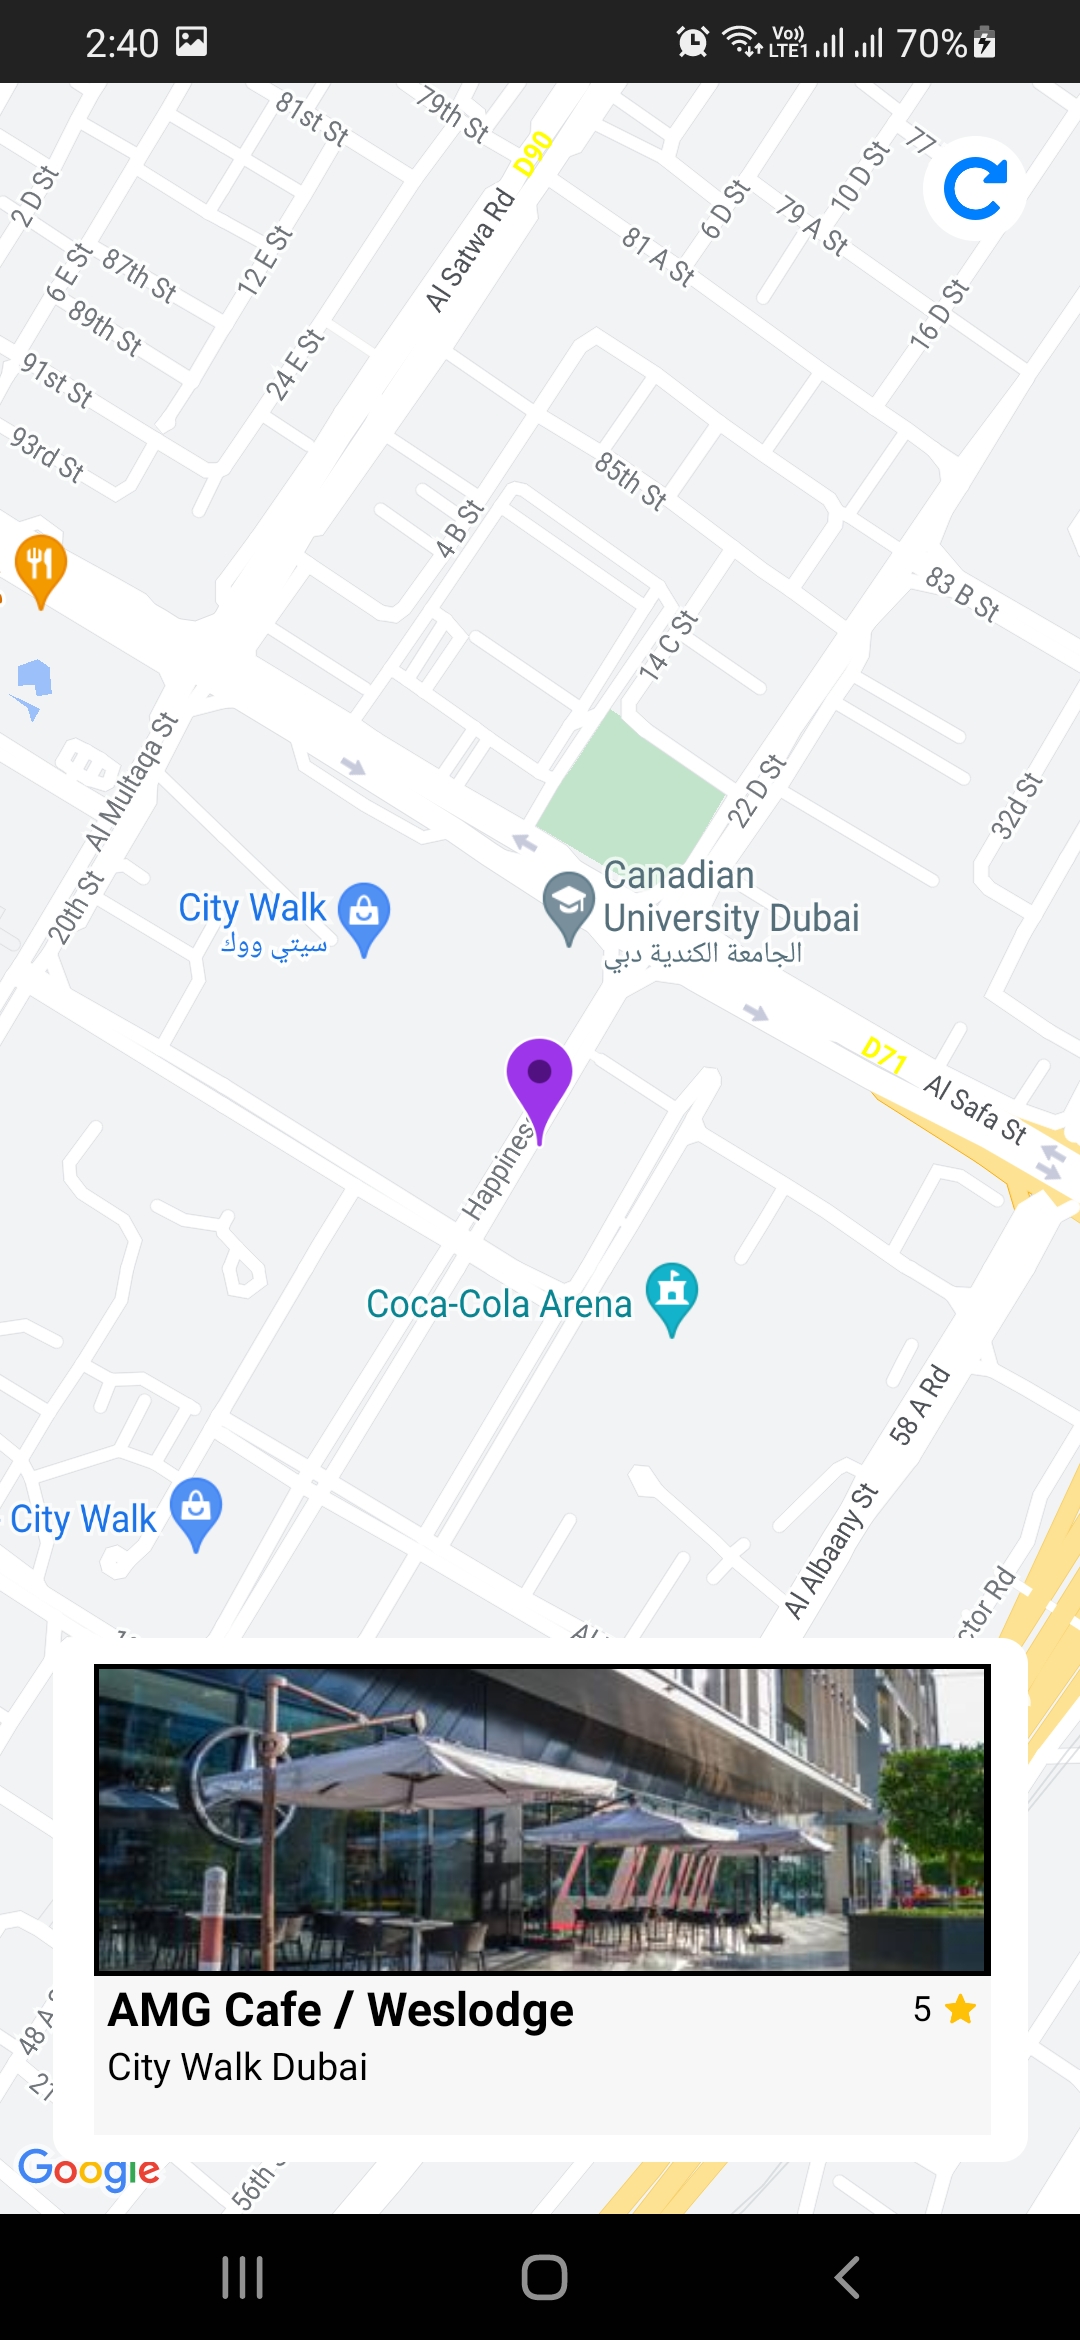 2:40
Vo))
LTE1
70%
81st St
79th St
D90
77
2 D St
10 D St
6 D St
79 A St
Al Satwa Rd
81 A St
12 E St
6 E St
87th St
89th St
16 D St
24 E St
91st St
93rd St
85th St
4 B St
83 B St
14 C St
Al Multaqa St
22 D St
32d St
20th St
City Walk
سيتي ووك
Canadian
University Dubai
الجامعة الكندية دبي
D71
Al Safa St
Happiness
Coca-Cola Arena
58 A Rd
City Walk
Al Albaany St
ctor Rd
AMG Cafe / Weslodge
5
City Walk Dubai
48 A
Google
56th